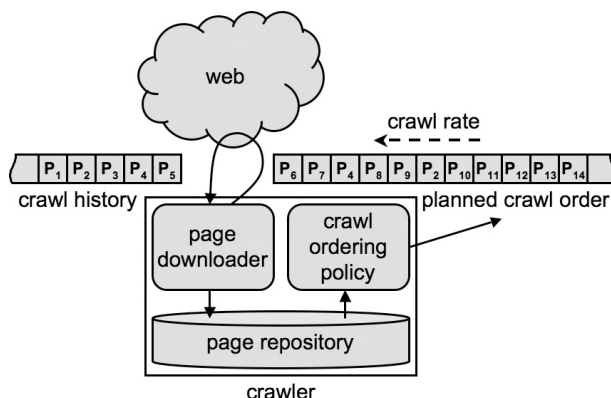 web
crawl rate
P1 P2 P3 P4 P5
P6 P7 P4 P8 P9 P2 P10 P11 P12 P13 P14
crawl history
planned crawl order
page
downloader
crawl
ordering
policy
page repository
crawler